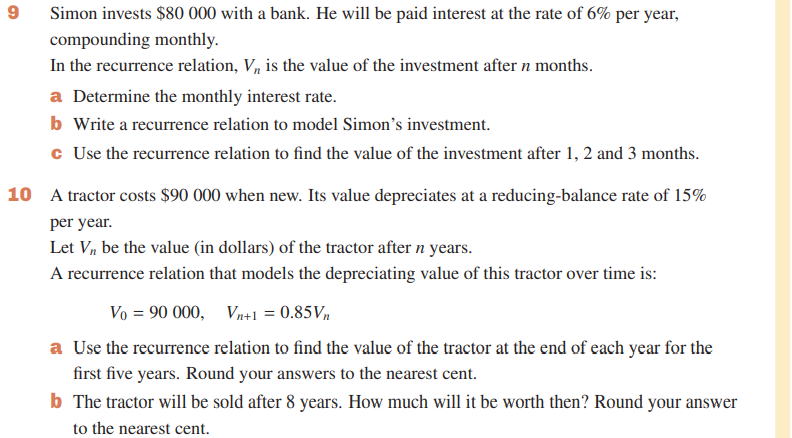 9 Simon invests $80 000 with a bank. He will be paid interest at the rate of 6% per year,
compounding monthly.
In the recurrence relation, Vₙ is the value of the investment after n months.
a Determine the monthly interest rate.
b Write a recurrence relation to model Simon's investment.
c Use the recurrence relation to find the value of the investment after 1, 2 and 3 months.
10 A tractor costs $90 000 when new. Its value depreciates at a reducing-balance rate of 15%
per year.
Let Vₙ be the value (in dollars) of the tractor after n years.
A recurrence relation that models the depreciating value of this tractor over time is:
V₀ = 90 000, Vₙ₊₁ = 0.85Vₙ
a Use the recurrence relation to find the value of the tractor at the end of each year for the
first five years. Round your answers to the nearest cent.
b The tractor will be sold after 8 years. How much will it be worth then? Round your answer
to the nearest cent.